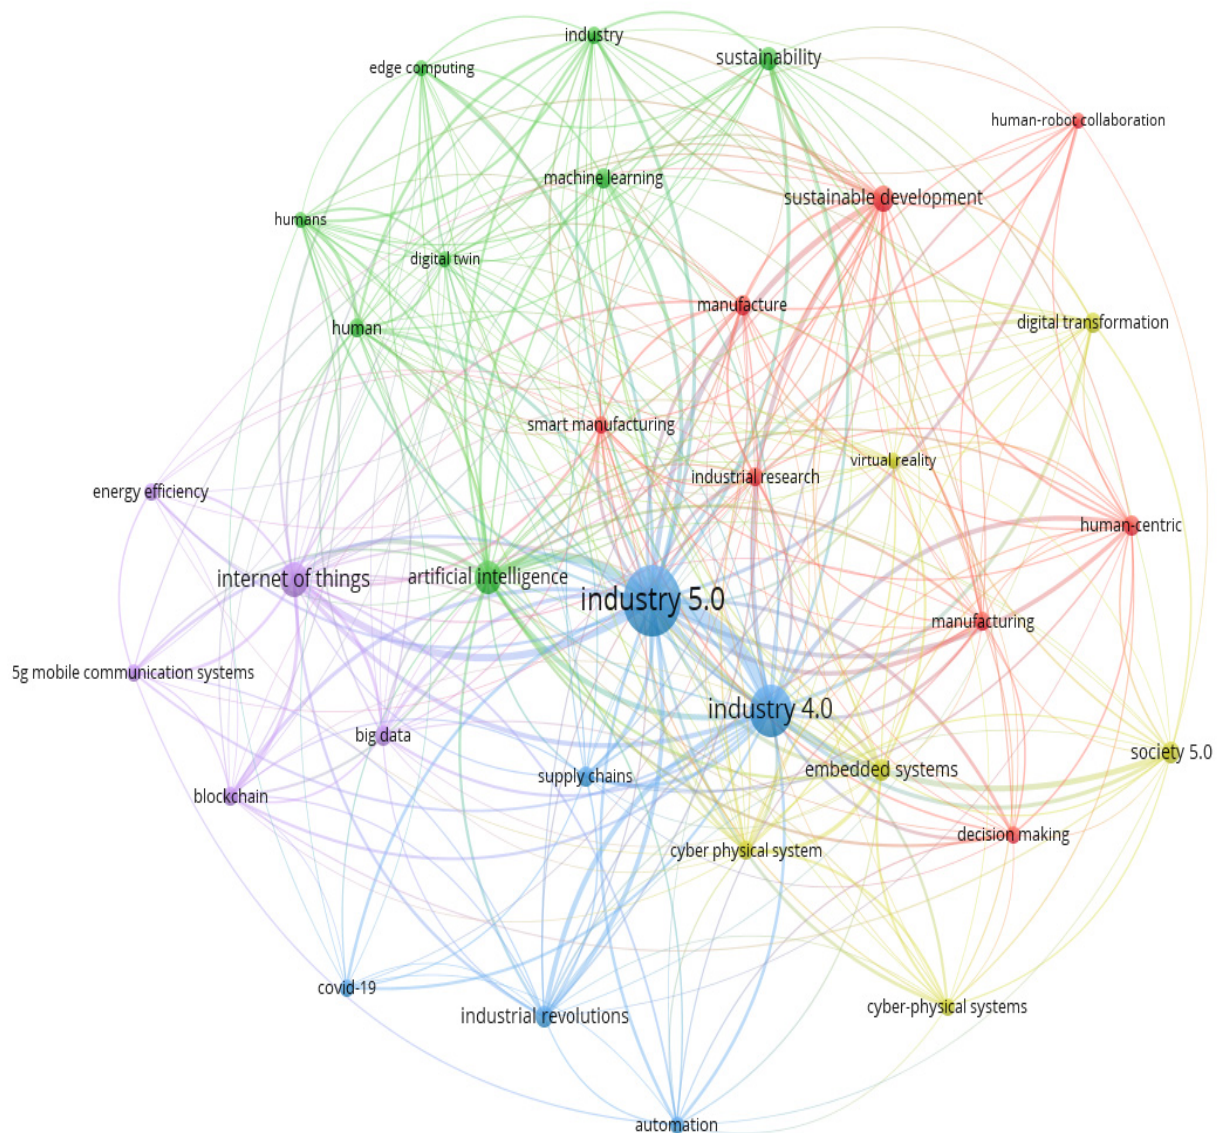 industry
sustainability
edge computing
human-robot collaboration
machine learning
sustainable development
humans
digital twin
manufacture
human
digital transformation
smart manufacturing
virtual reality
industrial research
energy efficiency
human-centric
internet of things
artificial intelligence
industry 5.0
manufacturing
5g mobile communication systems
industry 4.0
big data
society 5.0
embedded systems
supply chains
blockchain
decision making
cyber physical system
covid-19
cyber-physical systems
industrial revolutions
automation